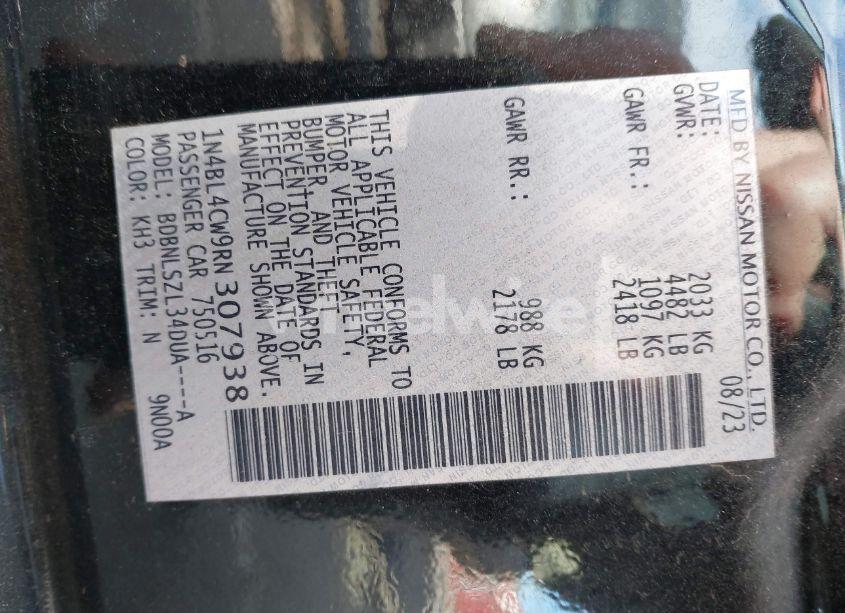 MFD BY NISSAN MOTOR CO., LTD.
DATE: 08/23
GVWR: 2033 KG
4482 LB
GAWR FR.: 1097 KG
2418 LB
GAWR RR.: 988 KG
2178 LB
THIS VEHICLE CONFORMS TO
ALL APPLICABLE FEDERAL
MOTOR VEHICLE SAFETY,
BUMPER, AND THEFT
PREVENTION STANDARDS IN
EFFECT ON THE DATE OF
MANUFACTURE SHOWN ABOVE.
1N4BL4CW9RN307938
PASSENGER CAR 750516
MODEL: BDBNLSZL34DUA----A
COLOR: KH3 TRIM: N 9N00A